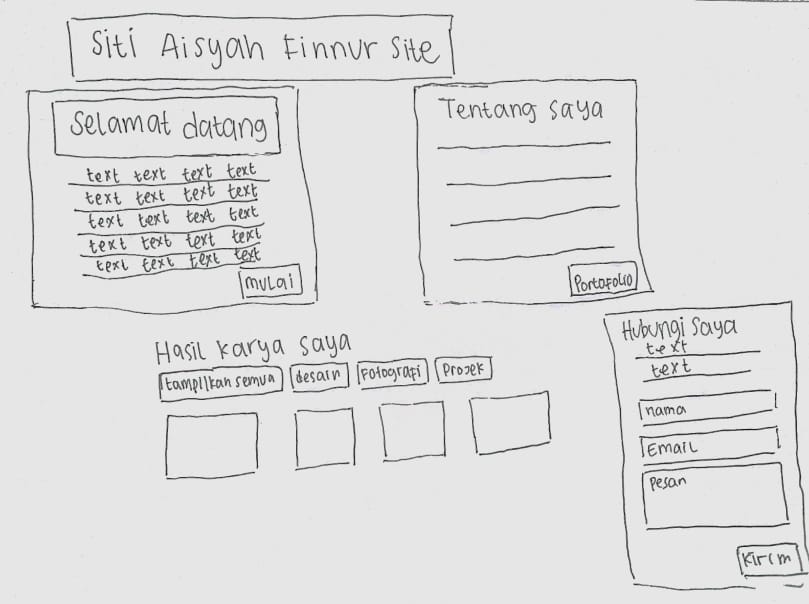 Siti Aisyah Finnur Site
Selamat datang
text text text text
text text text text
text text text text
text text text text
text text text text
mulai
Tentang saya
Portofolio
Hasil karya saya
tampilkan semua
desain
Fotografi
Projek
Hubungi Saya
text
text
nama
Email
Pesan
Kirim